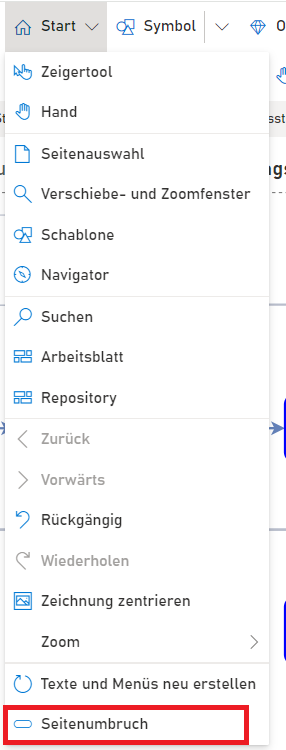 Start Symbol O
Zeigertool
Hand
Seitenauswahl
Verschiebe- und Zoomfenster
Schablone
Navigator
Suchen
Arbeitsblatt
Repository
Zurück
Vorwärts
Rückgängig
Wiederholen
Zeichnung zentrieren
Zoom
Texte und Menüs neu erstellen
Seitenumbruch